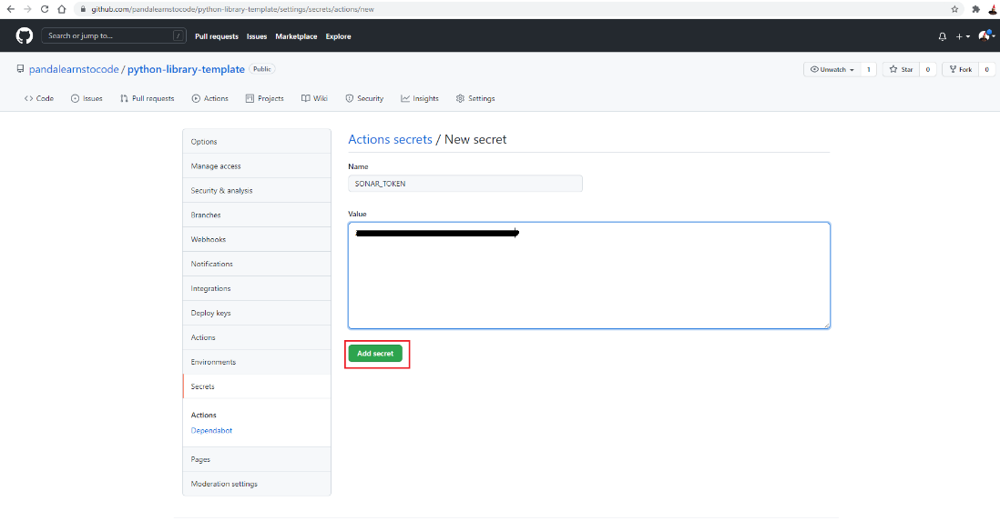 github.com/pandalearnstocode/python-library-template/settings/secrets/actions/new
Search or jump to... / Pull requests Issues Marketplace Explore
pandalearnstocode / python-library-template Public Unwatch 1 Star 0 Fork 0
Code Issues Pull requests Actions Projects Wiki Security Insights Settings
Options
Manage access
Security & analysis
Branches
Webhooks
Notifications
Integrations
Deploy keys
Actions
Environments
Secrets
Actions
Dependabot
Pages
Moderation settings
Actions secrets / New secret
Name
SONAR_TOKEN
Value
Add secret